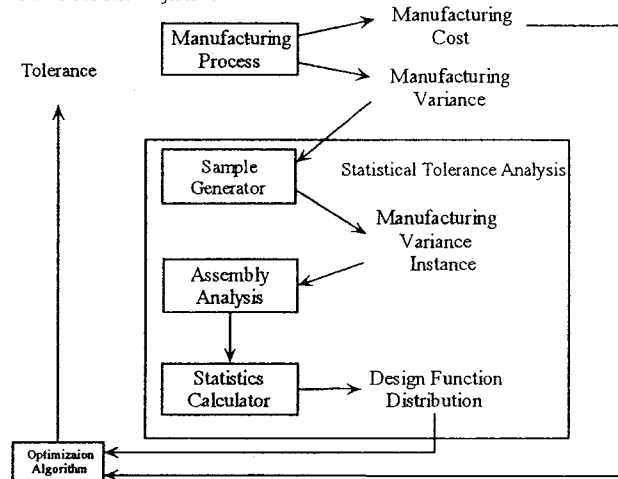 Manufacturing
Cost
Manufacturing
Process
Tolerance
Manufacturing
Variance
Sample
Generator
Statistical Tolerance Analysis
Manufacturing
Variance
Instance
Assembly
Analysis
Statistics
Calculator
Design Function
Distribution
Optimizaion
Algorithm